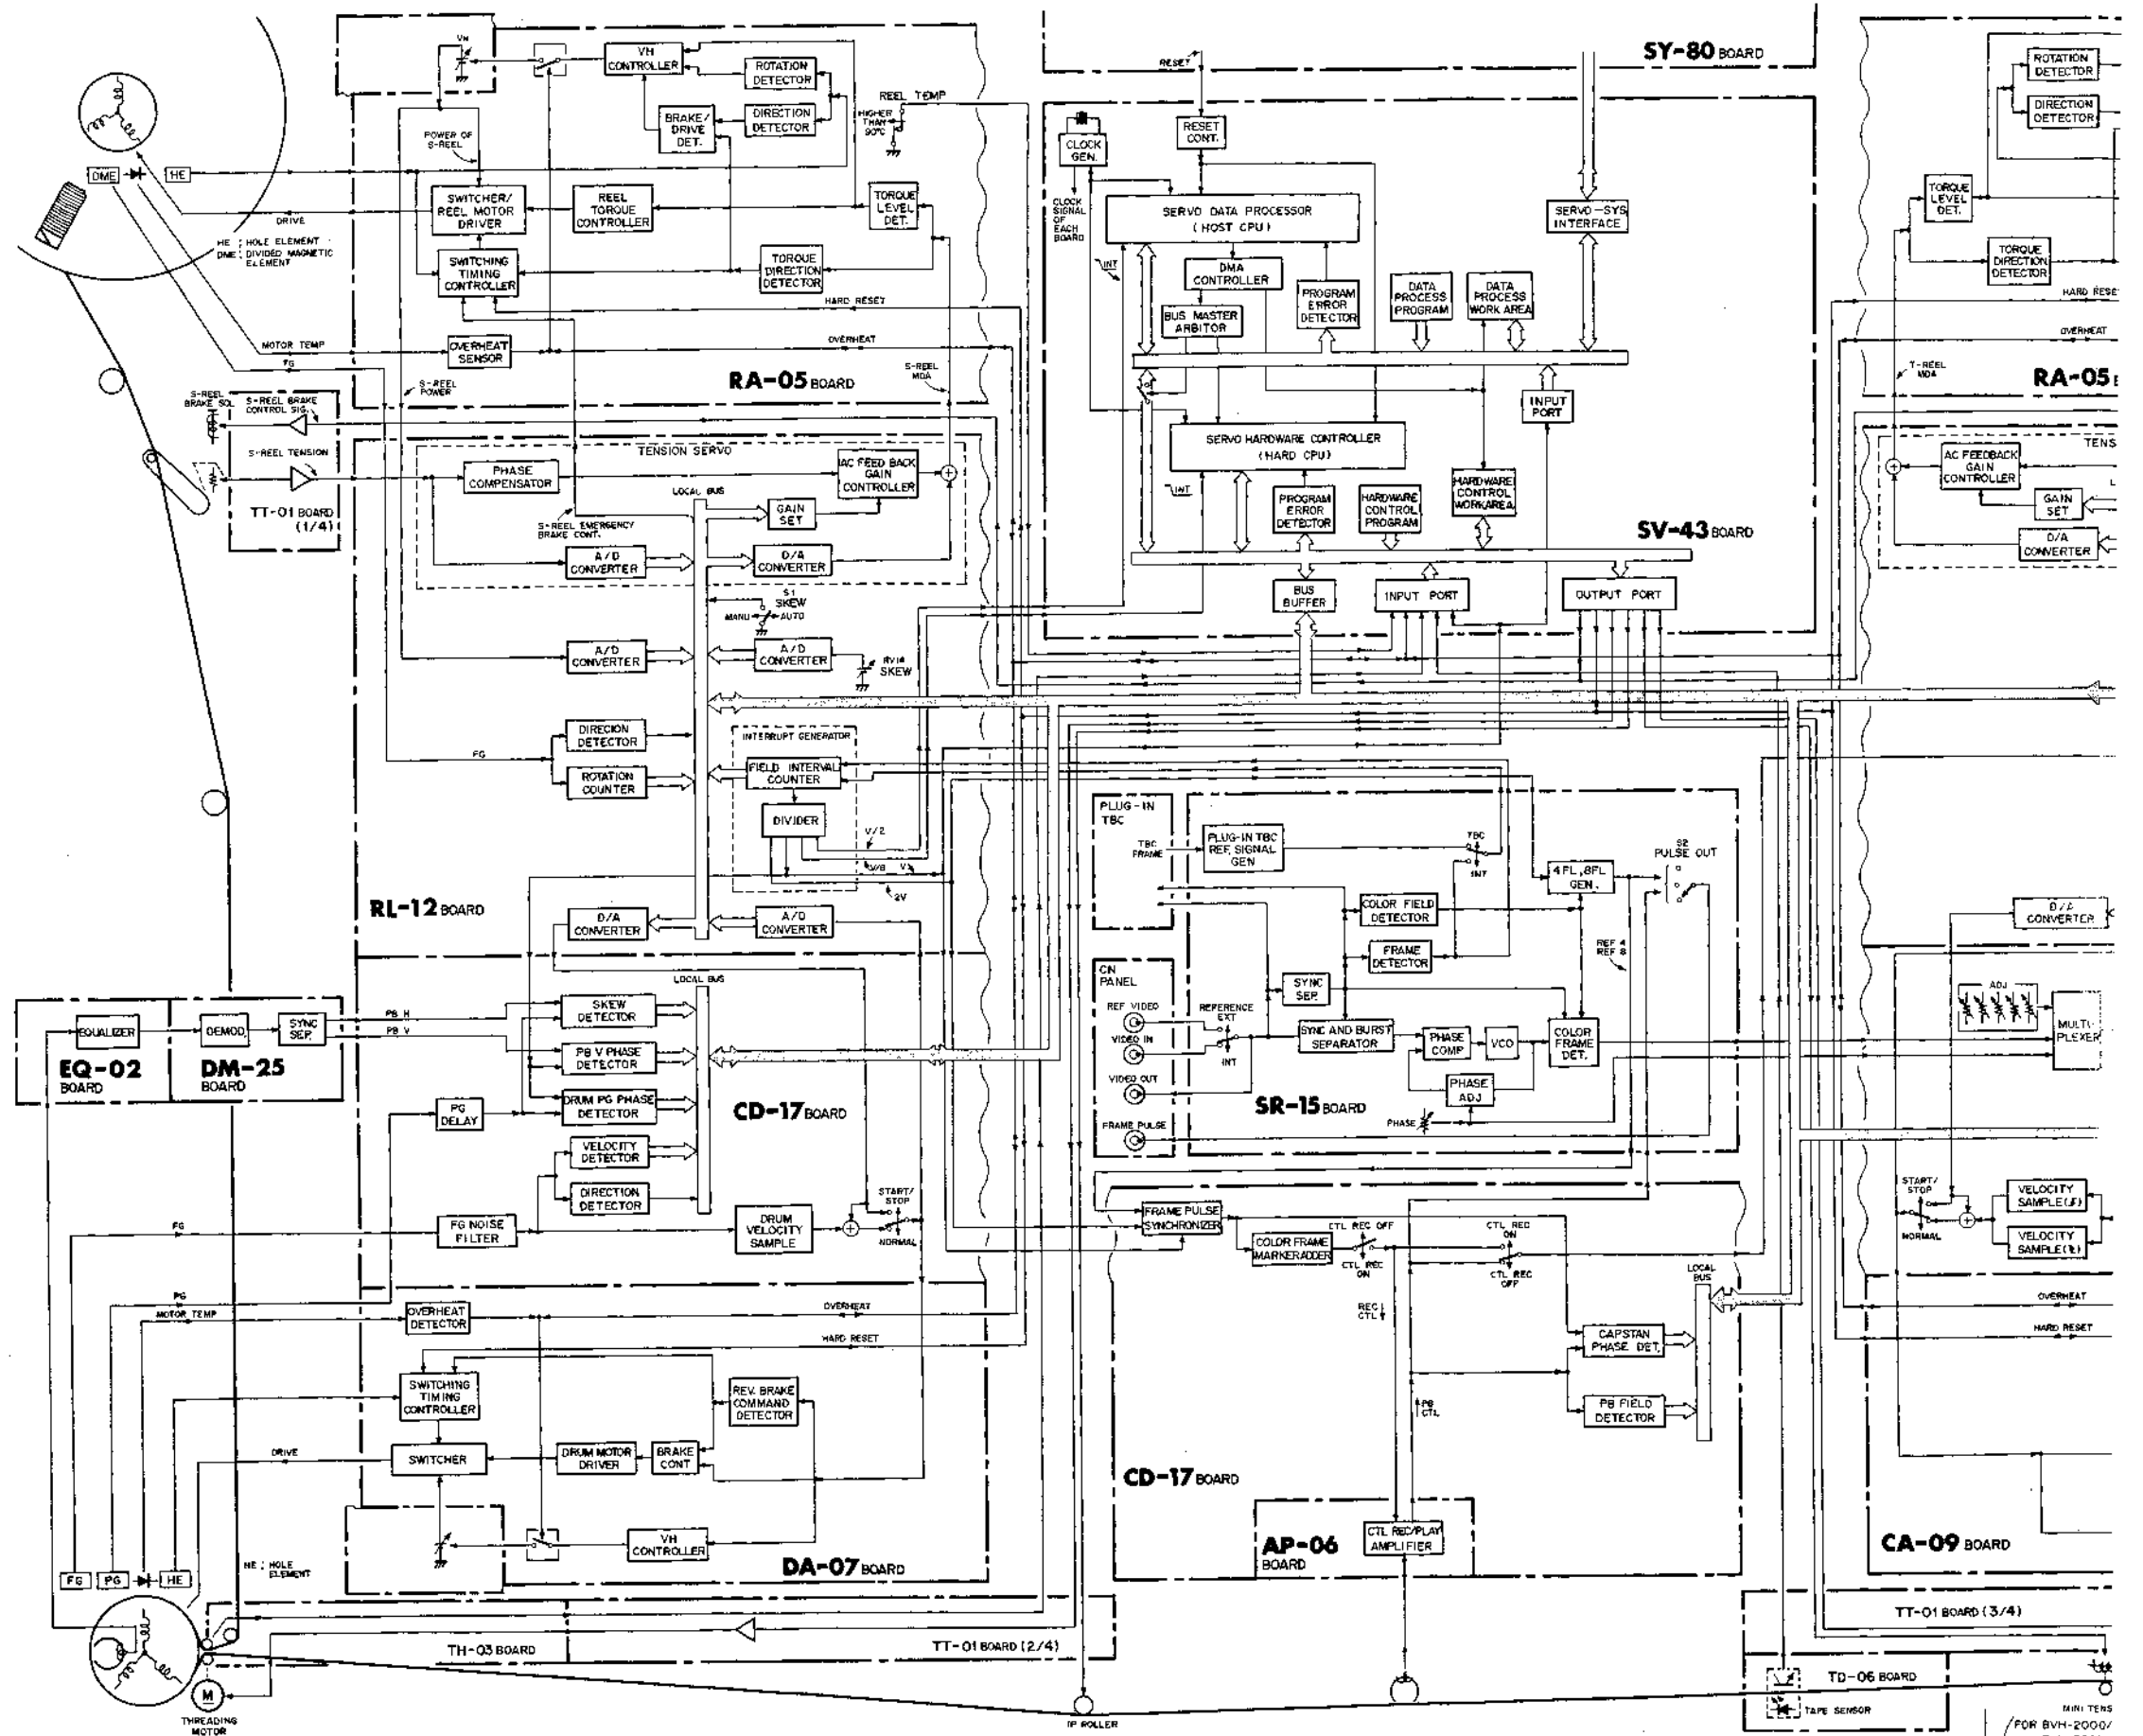 VH
VH
CONTROLLER
ROTATION
DETECTOR
DIRECTION
DETECTOR
BRAKE/
DRIVE
DET.
POWER OF
S-REEL
REEL TEMP
HIGHER
THAN
90°C
DME
HE
DRIVE
HE ; HOLE ELEMENT
DME ; DIVIDED MAGNETIC
ELEMENT
SWITCHER/
REEL MOTOR
DRIVER
REEL
TORQUE
CONTROLLER
TORQUE
LEVEL
DET.
SWITCHING
TIMING
CONTROLLER
TORQUE
DIRECTION
DETECTOR
HARD RESET
MOTOR TEMP
FG
OVERHEAT
SENSOR
OVERHEAT
S-REEL
POWER
S-REEL
MDA
RA-05 BOARD
S-REEL
BRAKE SOL
S-REEL BRAKE
CONTROL SIG.
S-REEL TENSION
TT-01 BOARD
(1/4)
TENSION SERVO
PHASE
COMPENSATOR
AC FEED BACK
GAIN
CONTROLLER
LOCAL BUS
GAIN
SET
S-REEL EMERGENCY
BRAKE CONT.
A/D
CONVERTER
D/A
CONVERTER
S1
SKEW
MANU
AUTO
A/D
CONVERTER
A/D
CONVERTER
RV14
SKEW
DIRECION
DETECTOR
FG
ROTATION
COUNTER
INTERRUPT GENERATOR
FIELD INTERVAL
COUNTER
DIVIDER
V/2
V
2V
RL-12 BOARD
D/A
CONVERTER
A/D
CONVERTER
SY-80 BOARD
RESET
CLOCK
GEN.
RESET
CONT.
CLOCK
SIGNAL
OF
EACH
BOARD
SERVO DATA PROCESSOR
(HOST CPU)
SERVO-SYS
INTERFACE
INT
DMA
CONTROLLER
BUS MASTER
ARBITOR
PROGRAM
ERROR
DETECTOR
DATA
PROCESS
PROGRAM
DATA
PROCESS
WORK AREA
INPUT
PORT
SERVO HARDWARE CONTROLLER
(HARD CPU)
INT
PROGRAM
ERROR
DETECTOR
HARDWARE
CONTROL
PROGRAM
HARDWARE
CONTROL
WORKAREA
SV-43 BOARD
BUS
BUFFER
INPUT PORT
OUTPUT PORT
ROTATION
DETECTOR
DIRECTION
DETECTOR
TORQUE
LEVEL
DET.
TORQUE
DIRECTION
DETECTOR
HARD RESE
OVERHEAT
T-REEL
MDA
RA-05
TENS
AC FEEDBACK
GAIN
CONTROLLER
GAIN
SET
D/A
CONVERTER
PLUG-IN
TBC
TBC
FRAME
PLUG-IN TBC
REF. SIGNAL
GEN
TBC
INT
4FL,8FL
GEN.
S2
PULSE OUT
COLOR FIELD
DETECTOR
FRAME
DETECTOR
REF 4
REF 8
CN
PANEL
REF VIDEO
VIDEO IN
VIDEO OUT
FRAME PULSE
REFERENCE
EXT
INT
SYNC
SEP.
SYNC AND BURST
SEPARATOR
PHASE
COMP
VCO
COLOR
FRAME
DET.
PHASE
ADJ
PHASE
SR-15 BOARD
D/A
CONVERTER
ADJ
MULTI-
PLEXER
EQUALIZER
DEMOD.
SYNC
SEP.
EQ-02
BOARD
DM-25
BOARD
PB H
PB V
LOCAL BUS
SKEW
DETECTOR
PB V PHASE
DETECTOR
PG
DELAY
DRUM PG PHASE
DETECTOR
VELOCITY
DETECTOR
DIRECTION
DETECTOR
CD-17 BOARD
FG
FG NOISE
FILTER
DRUM
VELOCITY
SAMPLE
START/
STOP
NORMAL
FRAME PULSE
SYNCHRONIZER
COLOR FRAME
MARKERADDER
CTL REC OFF
CTL REC
ON
CTL REC
ON
CTL REC
OFF
LOCAL
BUS
REC
CTL
PB
CTL
CAPSTAN
PHASE DET.
PB FIELD
DETECTOR
CD-17 BOARD
AP-06
BOARD
CTL REC/PLAY
AMPLIFIER
START/
STOP
NORMAL
VELOCITY
SAMPLE(F)
VELOCITY
SAMPLE(R)
OVERHEAT
HARD RESET
CA-09 BOARD
PG
MOTOR TEMP
OVERHEAT
DETECTOR
OVERHEAT
HARD RESET
SWITCHING
TIMING
CONTROLLER
REV. BRAKE
COMMAND
DETECTOR
DRIVE
SWITCHER
DRUM MOTOR
DRIVER
BRAKE
CONT
VH
CONTROLLER
DA-07 BOARD
HE ; HOLE
ELEMENT
FG
PG
HE
TH-03 BOARD
TT-01 BOARD (2/4)
M
THREADING
MOTOR
IP ROLLER
TT-01 BOARD (3/4)
TD-06 BOARD
TAPE SENSOR
MINI TENS
FOR BVH-2000/